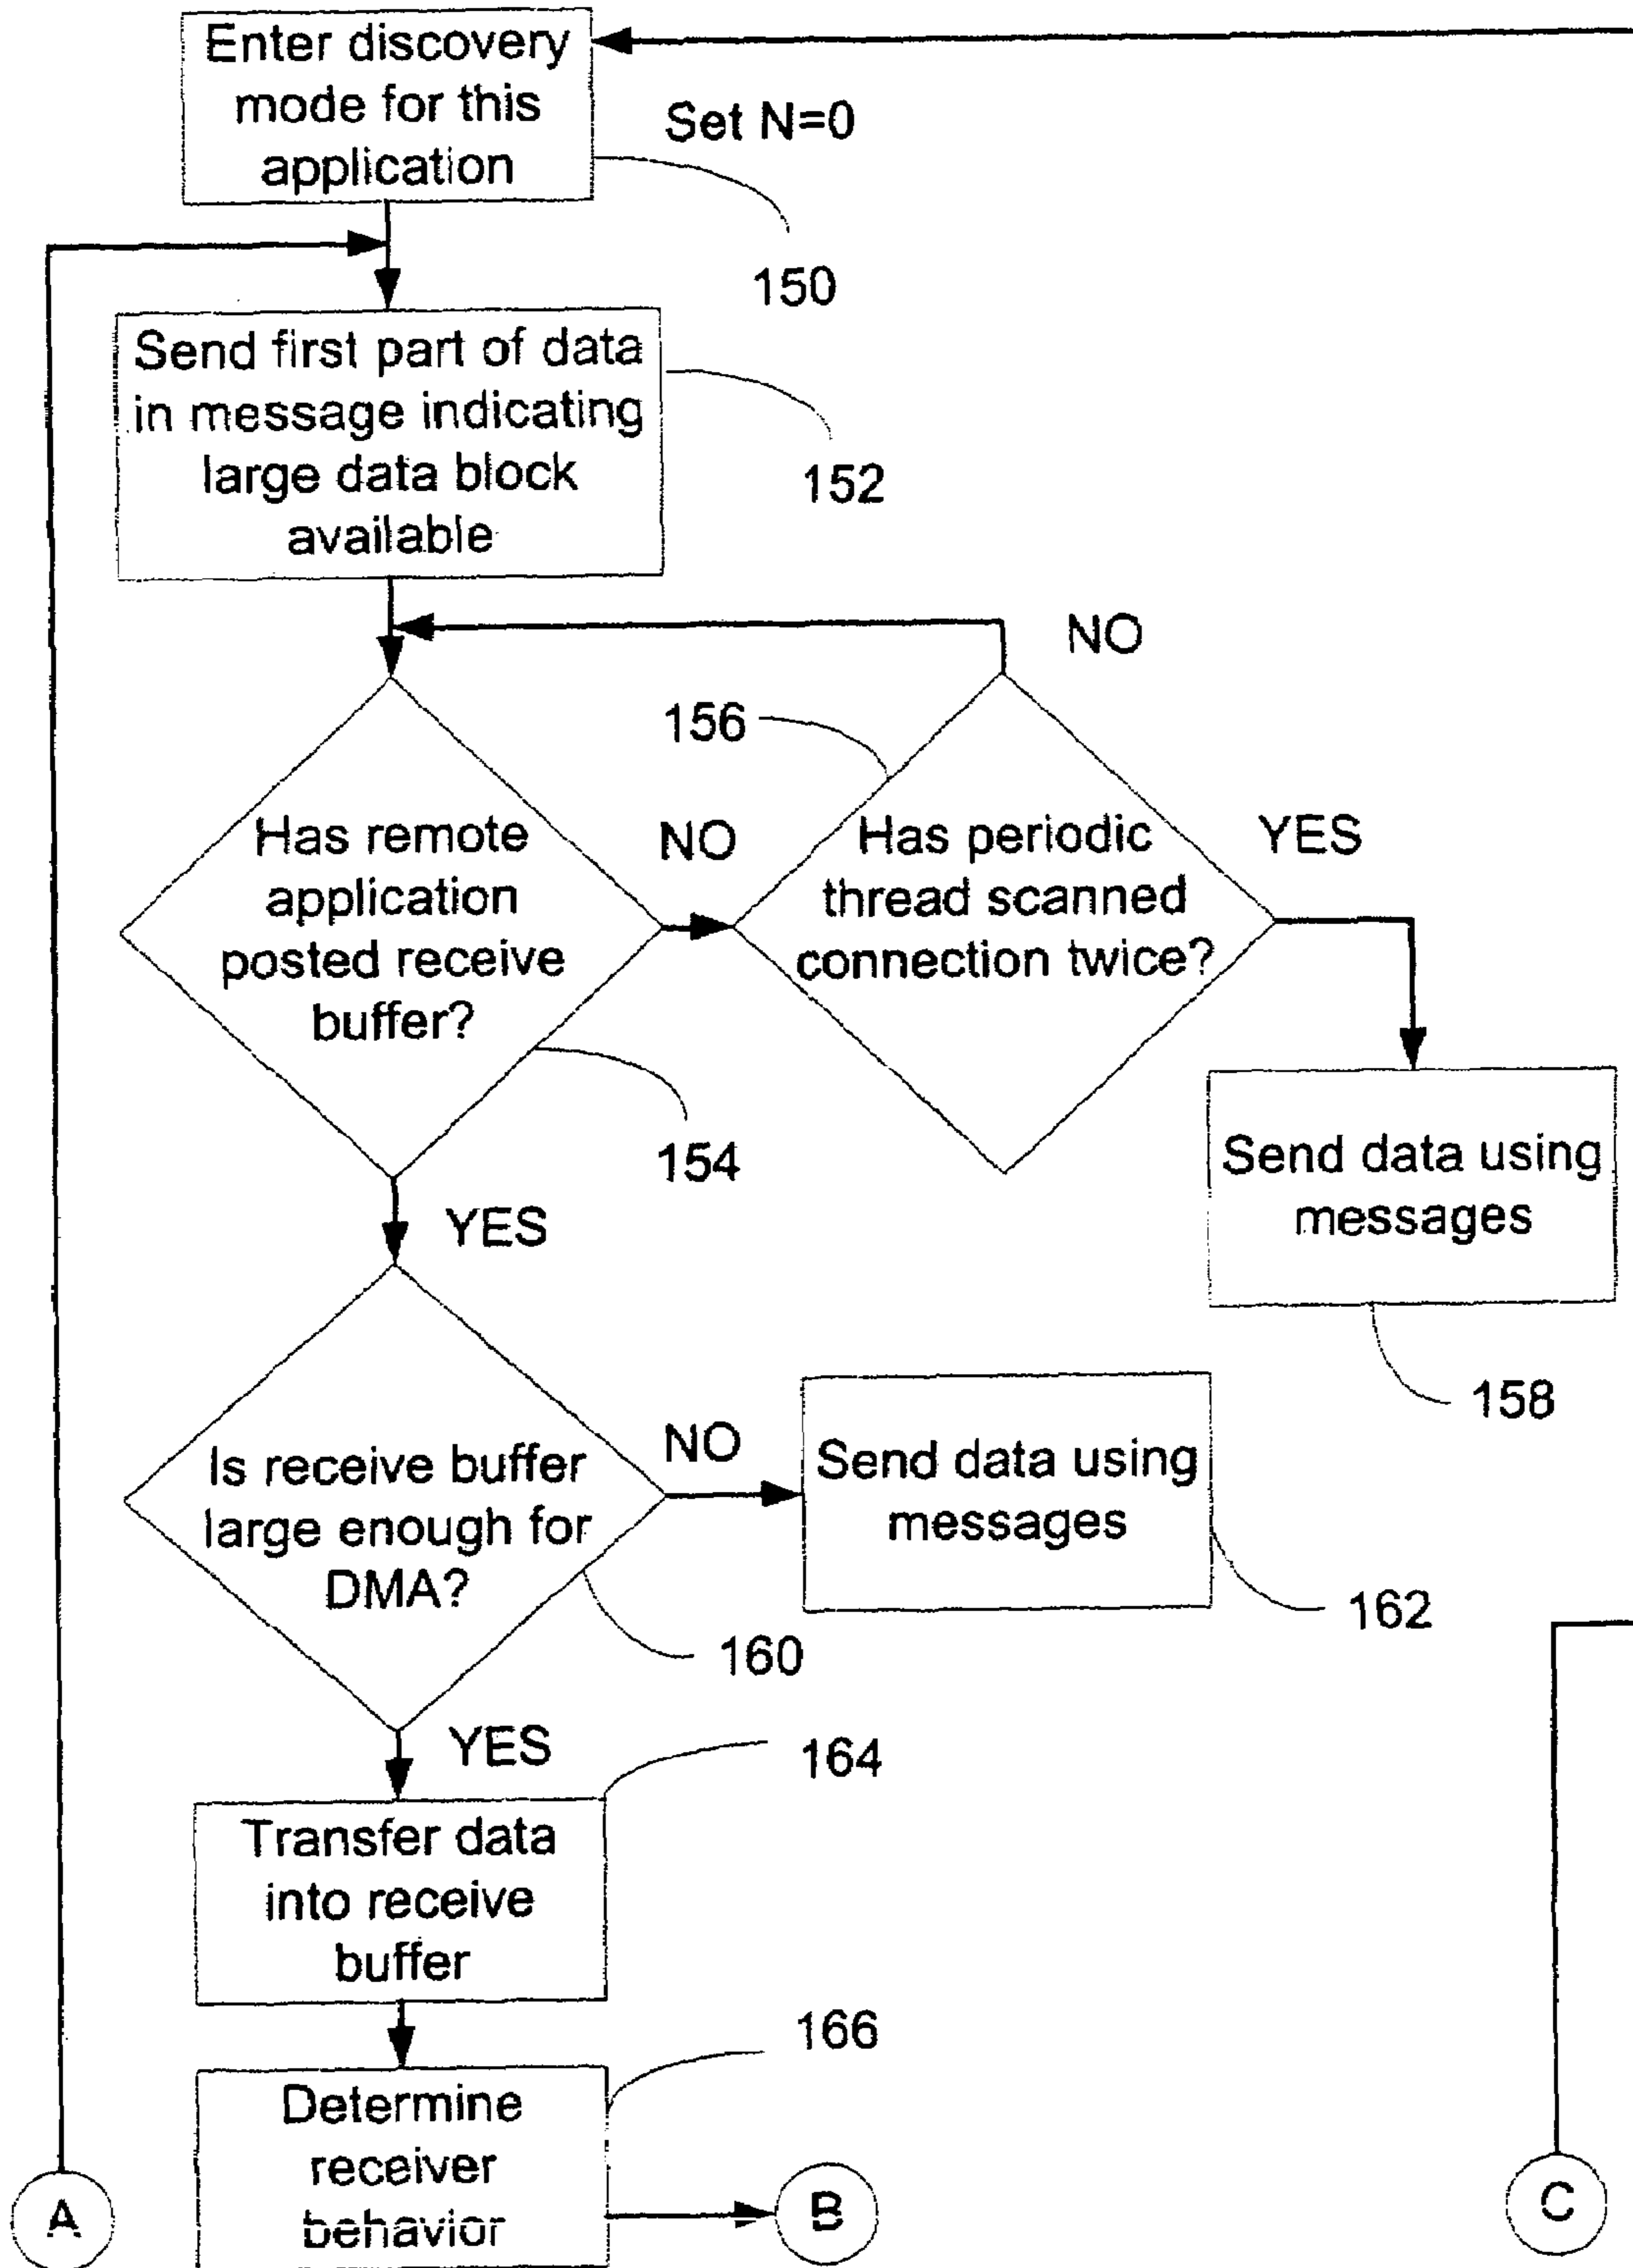 Enter discovery
mode for this
application
Set N=0
150
Send first part of data
in message indicating
large data block
available
152
NO
156
Has remote
application
posted receive
buffer?
NO
Has periodic
thread scanned
connection twice?
YES
154
Send data using
messages
YES
158
Is receive buffer
large enough for
DMA?
NO
Send data using
messages
162
160
YES
164
Transfer data
into receive
buffer
166
Determine
receiver
behavior
A
B
C